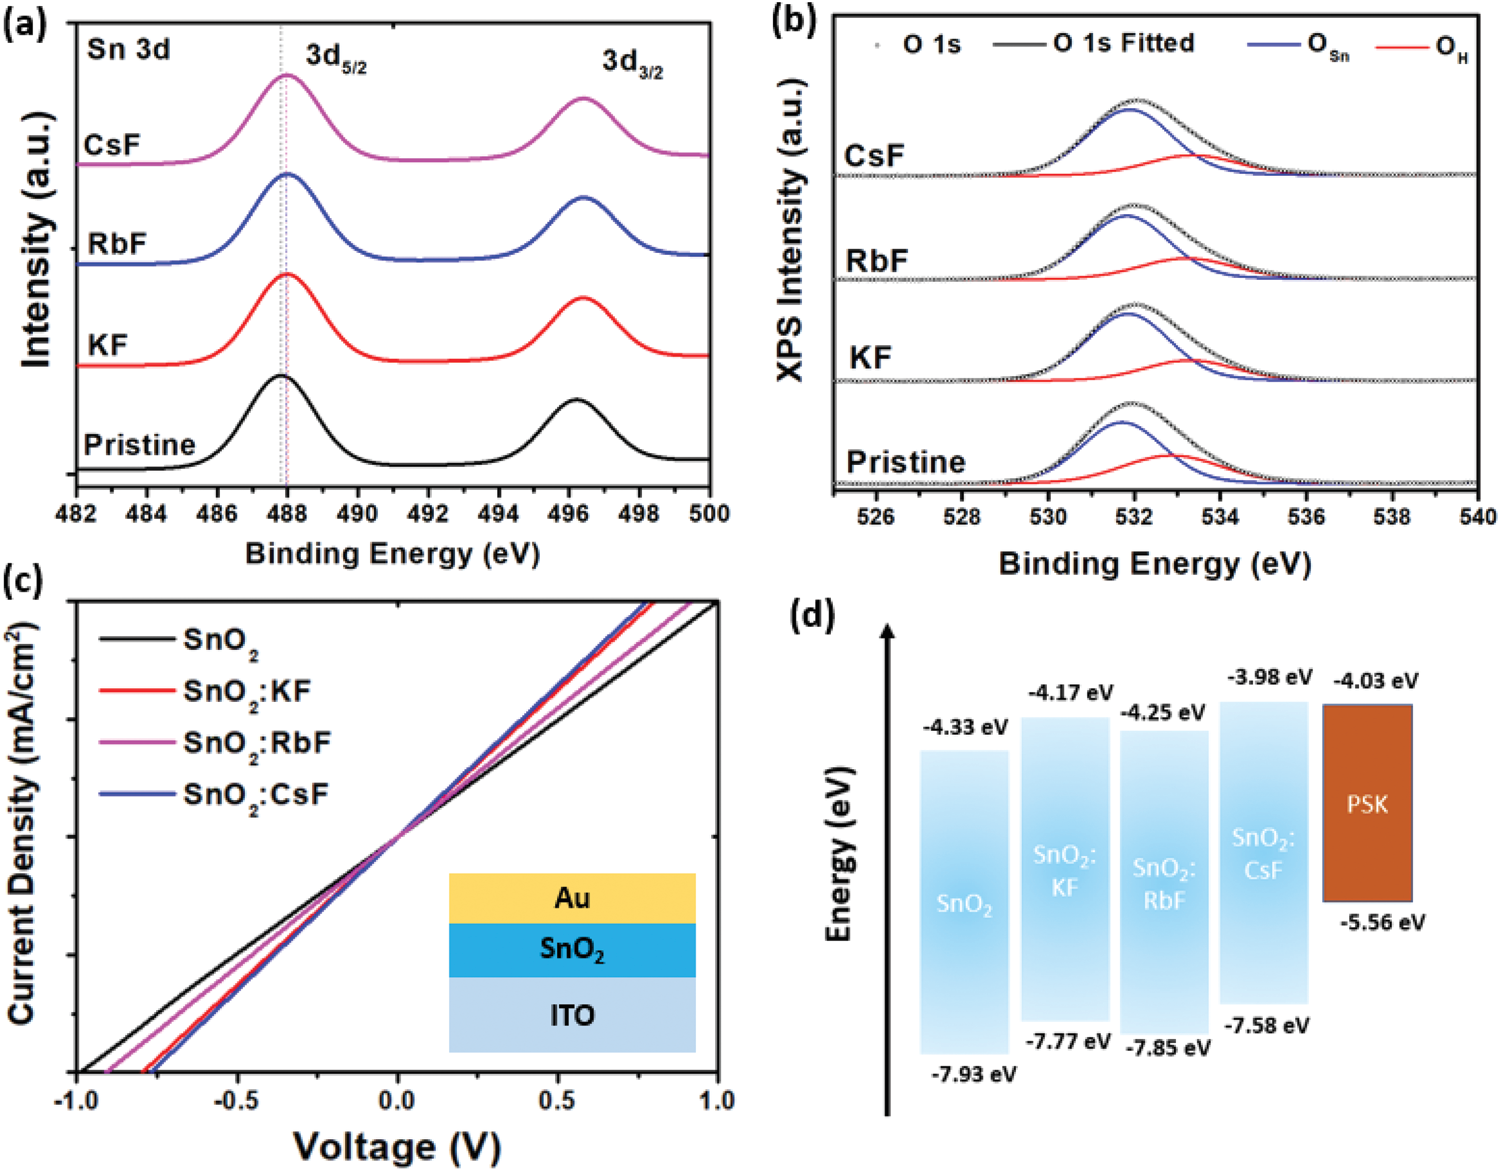 (a)
Sn 3d
3d5/2
3d3/2
CsF
RbF
KF
Pristine
Intensity (a.u.)
482 484 486 488 490 492 494 496 498 500
Binding Energy (eV)
(b)
O 1s O 1s Fitted OSn OH
CsF
RbF
KF
Pristine
XPS Intensity (a.u.)
526 528 530 532 534 536 538 540
Binding Energy (eV)
(c)
SnO2
SnO2:KF
SnO2:RbF
SnO2:CsF
Au
SnO2
ITO
Current Density (mA/cm2)
-1.0 -0.5 0.0 0.5 1.0
Voltage (V)
(d)
Energy (eV)
-4.33 eV
-4.17 eV
-4.25 eV
-3.98 eV
-4.03 eV
SnO2
SnO2:
KF
SnO2:
RbF
SnO2:
CsF
PSK
-7.93 eV
-7.77 eV
-7.85 eV
-7.58 eV
-5.56 eV